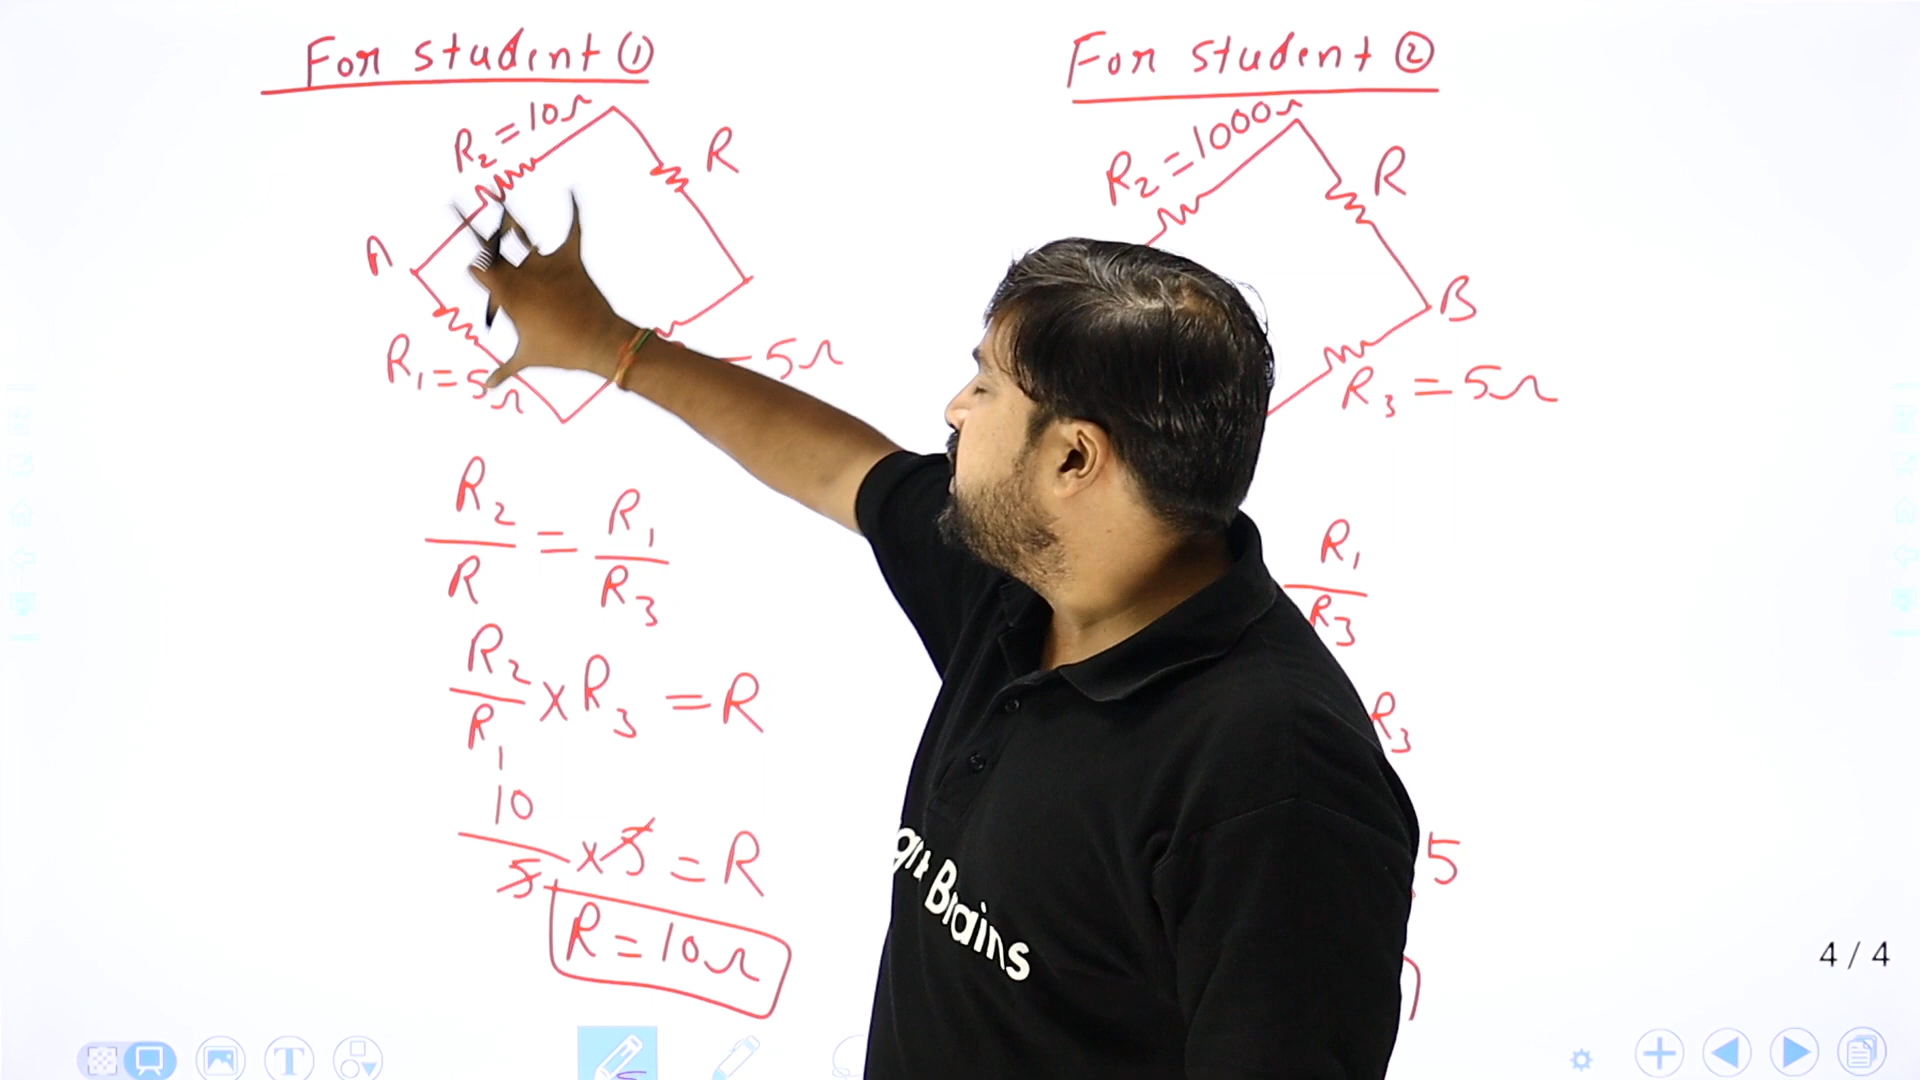 For student ①
R₂ = 10Ω
R
A
R₁ = 5Ω
5Ω
R₂/R = R₁/R₃
R₂/R₁ × R₃ = R
10/5 × 5 = R
R = 10Ω
For student ②
R₂ = 1000Ω
R
B
R₃ = 5Ω
R₁/R₃
R₃
5
Brains
4 / 4
T